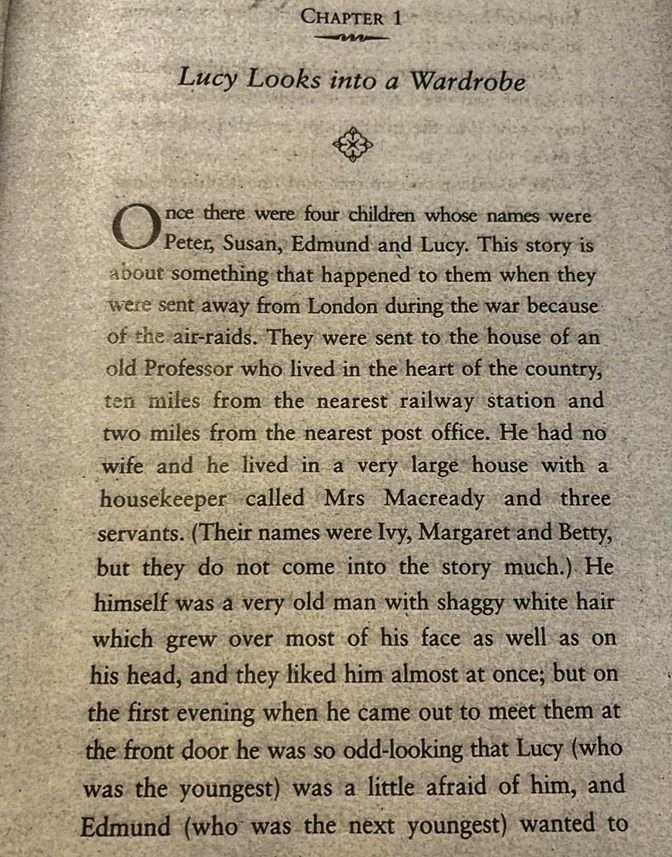 CHAPTER 1
Lucy Looks into a Wardrobe
Once there were four children whose names were
Peter, Susan, Edmund and Lucy. This story is
about something that happened to them when they
were sent away from London during the war because
of the air-raids. They were sent to the house of an
old Professor who lived in the heart of the country,
ten miles from the nearest railway station and
two miles from the nearest post office. He had no
wife and he lived in a very large house with a
housekeeper called Mrs Macready and three
servants. (Their names were Ivy, Margaret and Betty,
but they do not come into the story much.) He
himself was a very old man with shaggy white hair
which grew over most of his face as well as on
his head, and they liked him almost at once; but on
the first evening when he came out to meet them at
the front door he was so odd-looking that Lucy (who
was the youngest) was a little afraid of him, and
Edmund (who was the next youngest) wanted to